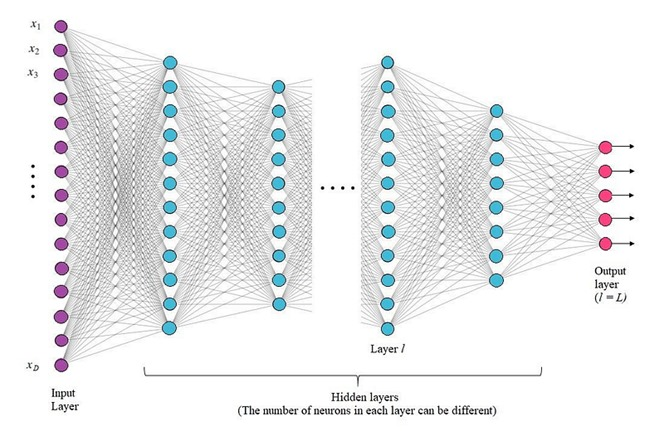 x1
x2
x3
xD
Input
Layer
Layer l
Output
layer
(l = L)
Hidden layers
(The number of neurons in each layer can be different)